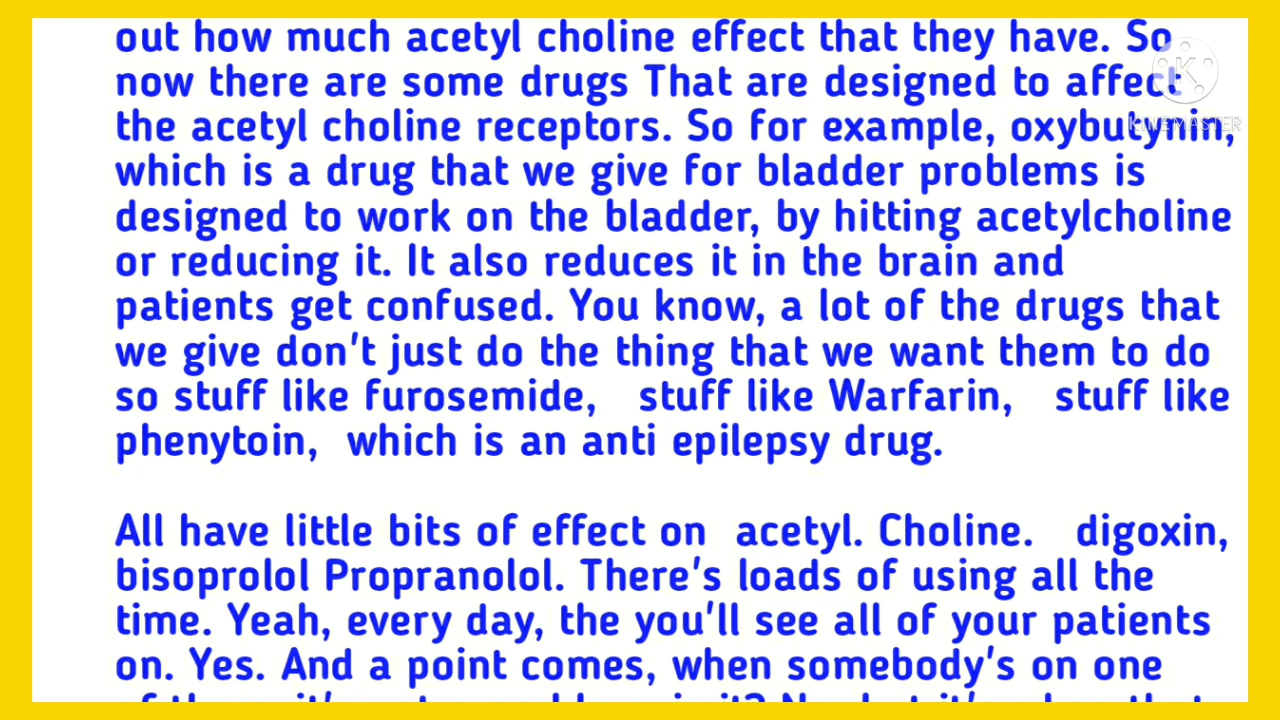 out how much acetyl choline effect that they have. So
now there are some drugs That are designed to affect
the acetyl choline receptors. So for example, oxybutynin,
which is a drug that we give for bladder problems is
designed to work on the bladder, by hitting acetylcholine
or reducing it. It also reduces it in the brain and
patients get confused. You know, a lot of the drugs that
we give don't just do the thing that we want them to do
so stuff like furosemide, stuff like Warfarin, stuff like
phenytoin, which is an anti epilepsy drug.
All have little bits of effect on acetyl. Choline. digoxin,
bisoprolol Propranolol. There's loads of using all the
time. Yeah, every day, the you'll see all of your patients
on. Yes. And a point comes, when somebody's on one
K
KINEMASTER